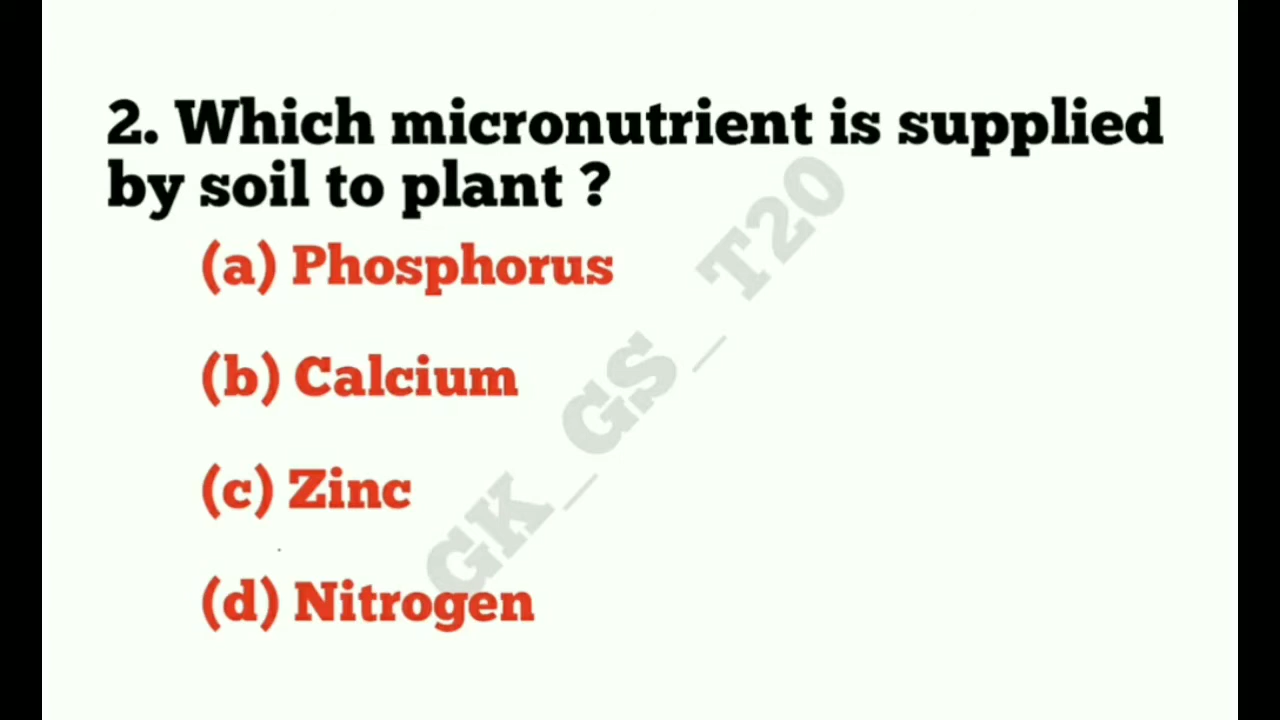 2. Which micronutrient is supplied
by soil to plant ?
(a) Phosphorus
(b) Calcium
(c) Zinc
(d) Nitrogen
GK_GS_T20